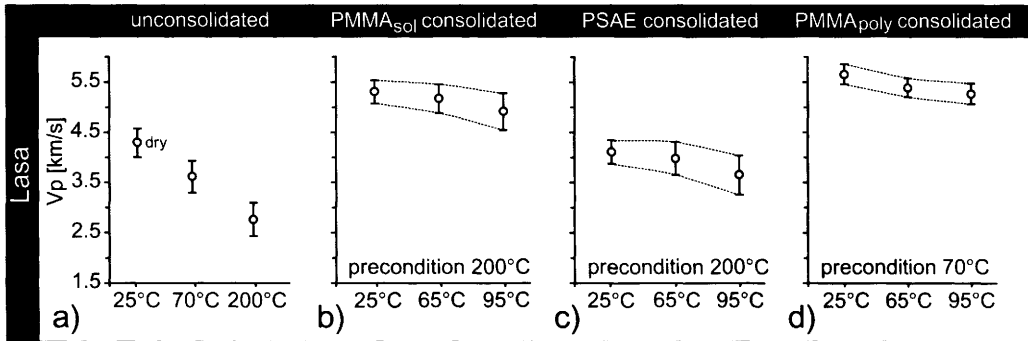 unconsolidated
PMMAsol consolidated
PSAE consolidated
PMMApoly consolidated
Lasa
Vp [km/s]
5.5
4.5
3.5
2.5
1.5
dry
25°C 70°C 200°C
a)
precondition 200°C
25°C 65°C 95°C
b)
precondition 200°C
25°C 65°C 95°C
c)
precondition 70°C
25°C 65°C 95°C
d)